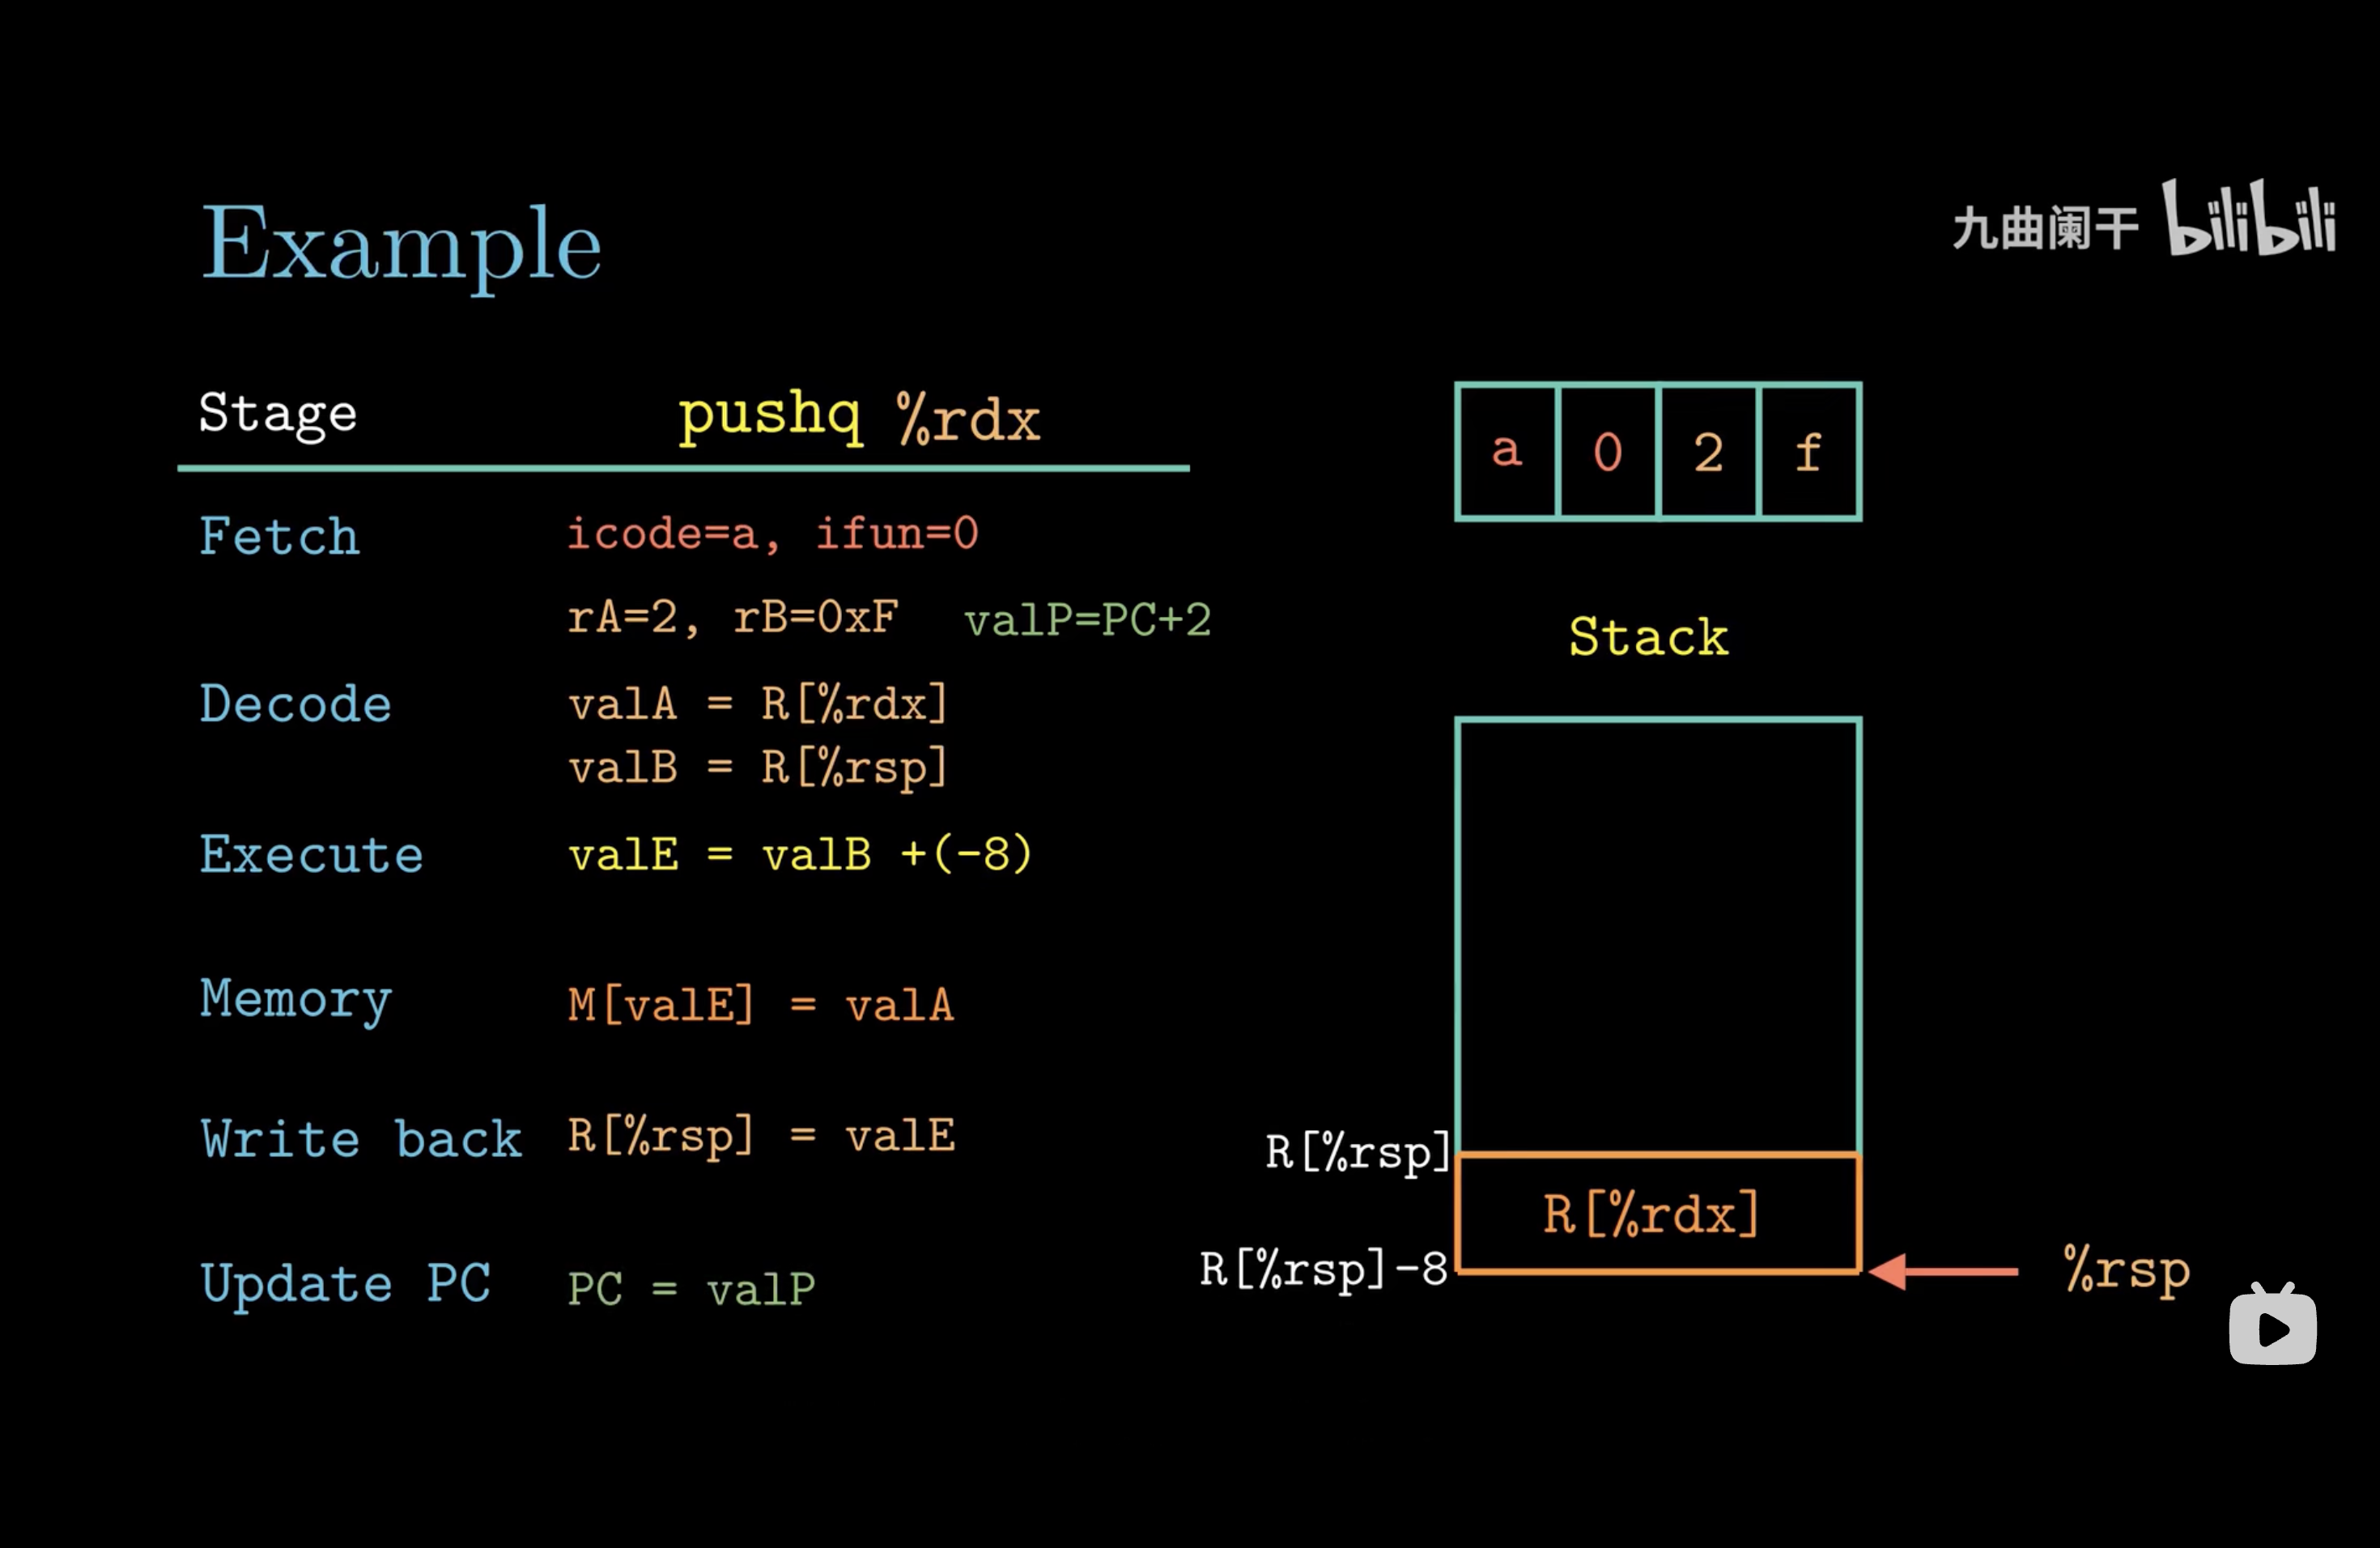 Example
九曲阑干 bilibili
Stage pushq %rdx
a 0 2 f
Fetch icode=a, ifun=0
rA=2, rB=0xF valP=PC+2
Stack
Decode valA = R[%rdx]
valB = R[%rsp]
Execute valE = valB +(-8)
Memory M[valE] = valA
Write back R[%rsp] = valE
R[%rsp]
R[%rdx]
R[%rsp]-8
%rsp
Update PC PC = valP